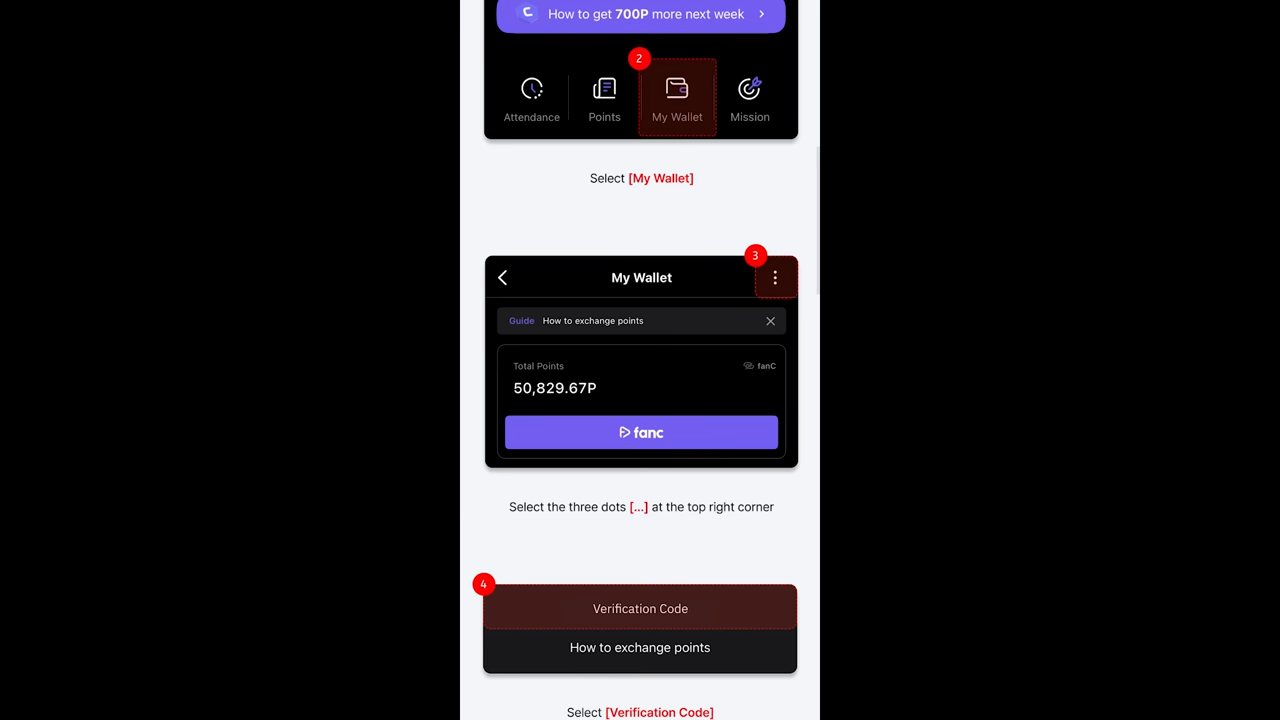 How to get 700P more next week
2
Attendance
Points
My Wallet
Mission
Select [My Wallet]
3
My Wallet
Guide How to exchange points
Total Points
fanC
50,829.67P
fanc
Select the three dots [...] at the top right corner
4
Verification Code
How to exchange points
Select [Verification Code]